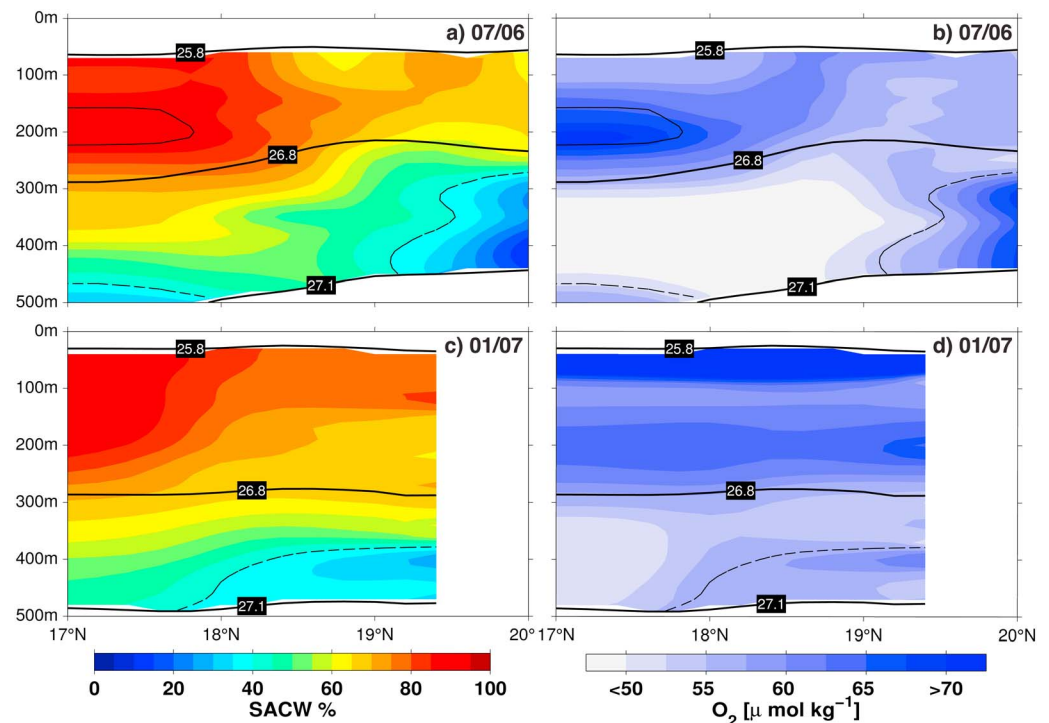 0m
100m
200m
300m
400m
500m
a) 07/06
25.8
26.8
27.1
b) 07/06
25.8
26.8
27.1
0m
100m
200m
300m
400m
500m
c) 01/07
25.8
26.8
27.1
17°N 18°N 19°N 20°
d) 01/07
25.8
26.8
27.1
17°N 18°N 19°N 20°N
0 20 40 60 80 100
SACW %
<50 55 60 65 >70
O₂ [μ mol kg⁻¹]